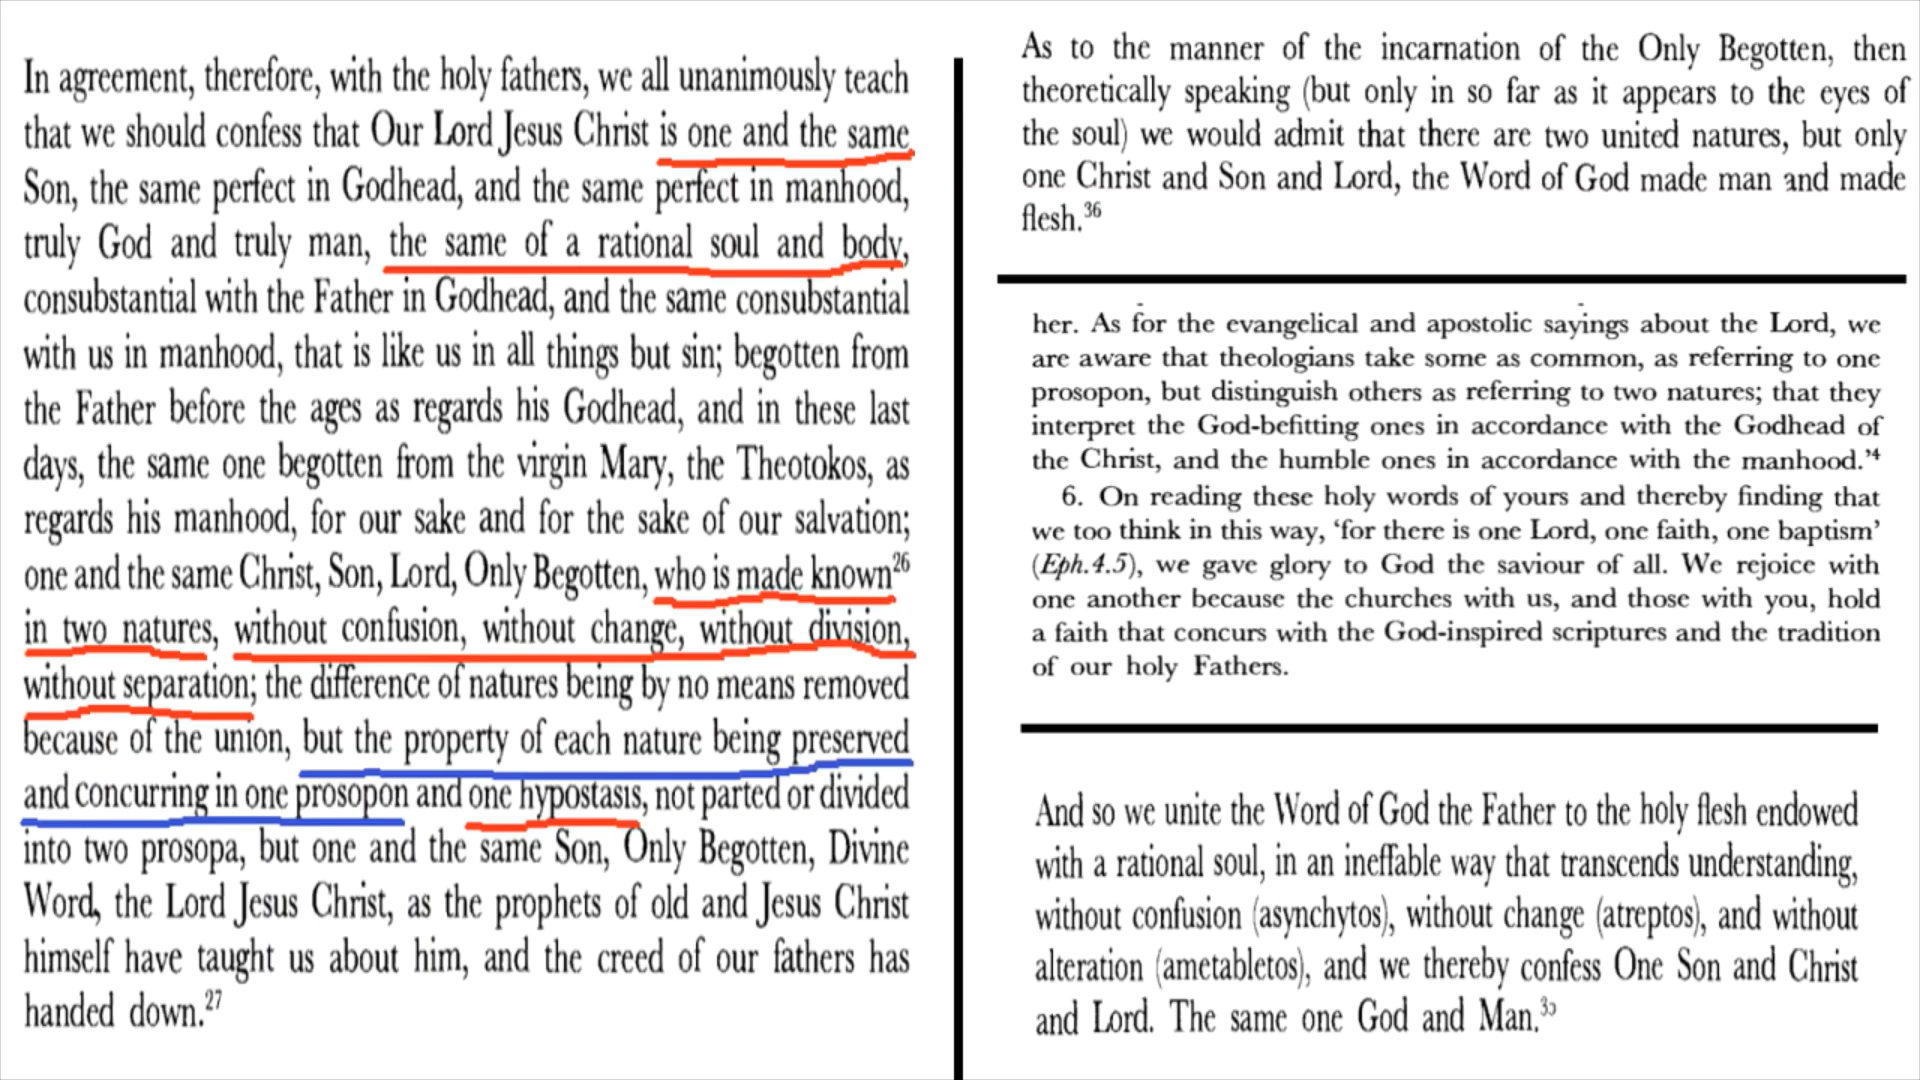 In agreement, therefore, with the holy fathers, we all unanimously teach
that we should confess that Our Lord Jesus Christ is one and the same
Son, the same perfect in Godhead, and the same perfect in manhood,
truly God and truly man, the same of a rational soul and body,
consubstantial with the Father in Godhead, and the same consubstantial
with us in manhood, that is like us in all things but sin; begotten from
the Father before the ages as regards his Godhead, and in these last
days, the same one begotten from the virgin Mary, the Theotokos, as
regards his manhood, for our sake and for the sake of our salvation;
one and the same Christ, Son, Lord, Only Begotten, who is made known26
in two natures, without confusion, without change, without division,
without separation; the difference of natures being by no means removed
because of the union, but the property of each nature being preserved
and concurring in one prosopon and one hypostasis, not parted or divided
into two prosopa, but one and the same Son, Only Begotten, Divine
Word, the Lord Jesus Christ, as the prophets of old and Jesus Christ
himself have taught us about him, and the creed of our fathers has
handed down.27
As to the manner of the incarnation of the Only Begotten, then
theoretically speaking (but only in so far as it appears to the eyes of
the soul) we would admit that there are two united natures, but only
one Christ and Son and Lord, the Word of God made man and made
flesh.36
her. As for the evangelical and apostolic sayings about the Lord, we
are aware that theologians take some as common, as referring to one
prosopon, but distinguish others as referring to two natures; that they
interpret the God-befitting ones in accordance with the Godhead of
the Christ, and the humble ones in accordance with the manhood.’4
6. On reading these holy words of yours and thereby finding that
we too think in this way, ‘for there is one Lord, one faith, one baptism’
(Eph.4.5), we gave glory to God the saviour of all. We rejoice with
one another because the churches with us, and those with you, hold
a faith that concurs with the God-inspired scriptures and the tradition
of our holy Fathers.
And so we unite the Word of God the Father to the holy flesh endowed
with a rational soul, in an ineffable way that transcends understanding,
without confusion (asynchytos), without change (atreptos), and without
alteration (ametabletos), and we thereby confess One Son and Christ
and Lord. The same one God and Man.